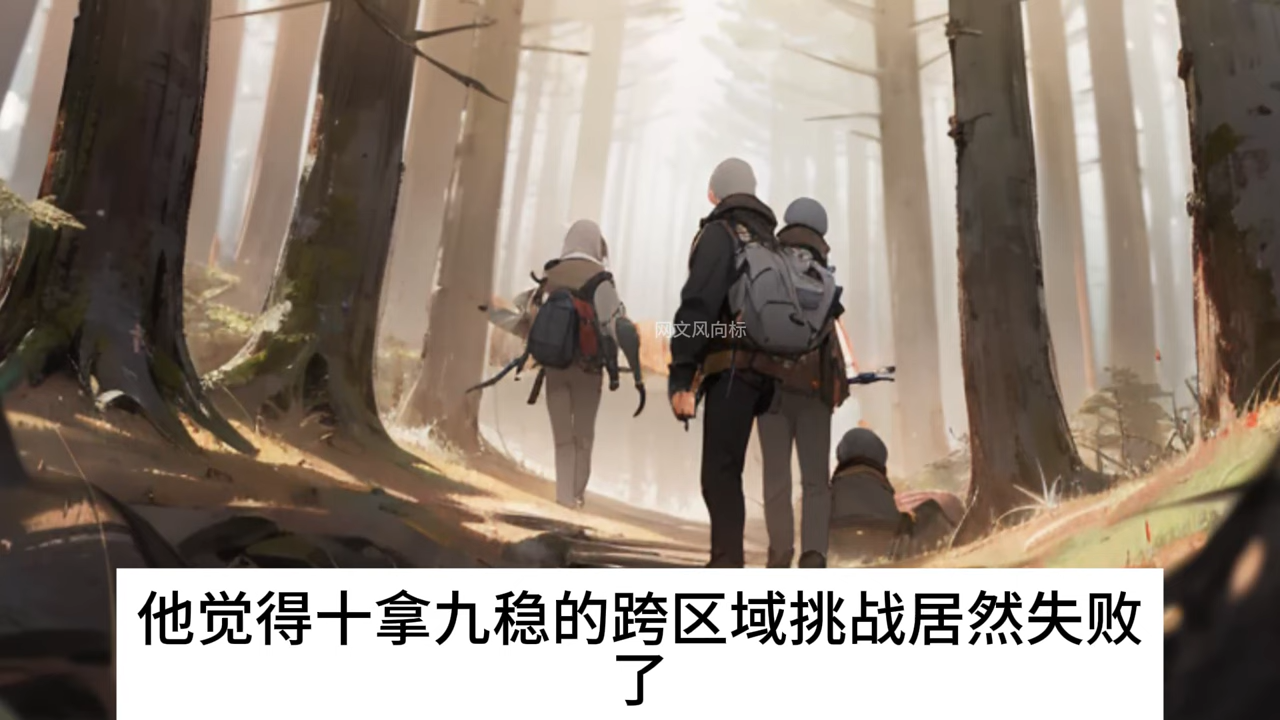 网文风向标
他觉得十拿九稳的跨区域挑战居然失败
了